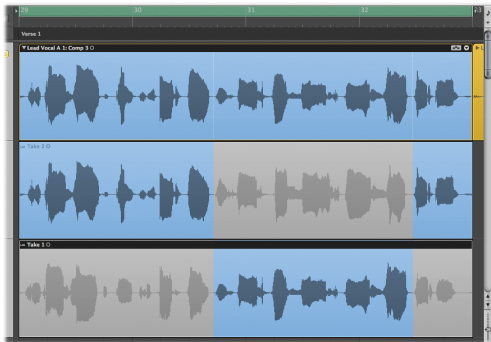 29 30 31 32
Verse 1
Lead Vocal A 1: Comp 3
Take 2
Take 1